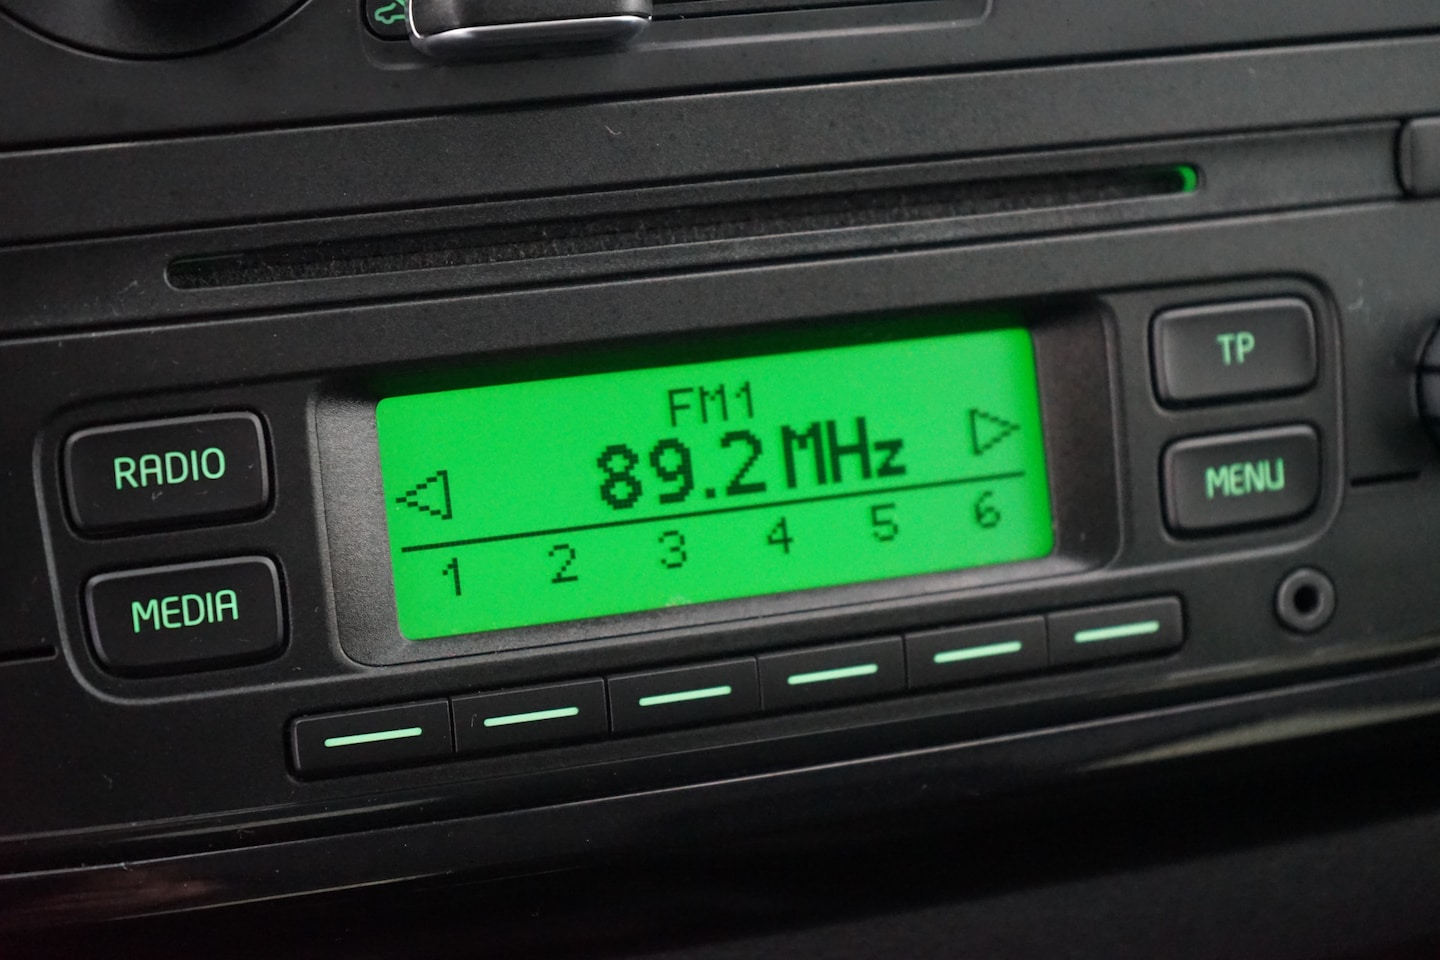 RADIO
MEDIA
FM1
89.2 MHz
1 2 3 4 5 6
TP
MENU